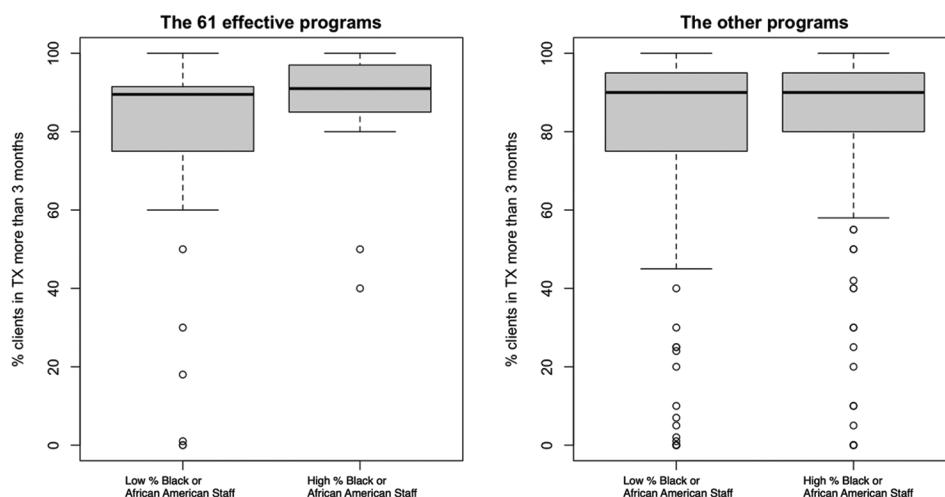 The 61 effective programs
% clients in TX more than 3 months
100
80
60
40
20
0
Low % Black or
African American Staff
High % Black or
African American Staff
The other programs
% clients in TX more than 3 months
100
80
60
40
20
0
Low % Black or
African American Staff
High % Black or
African American Staff